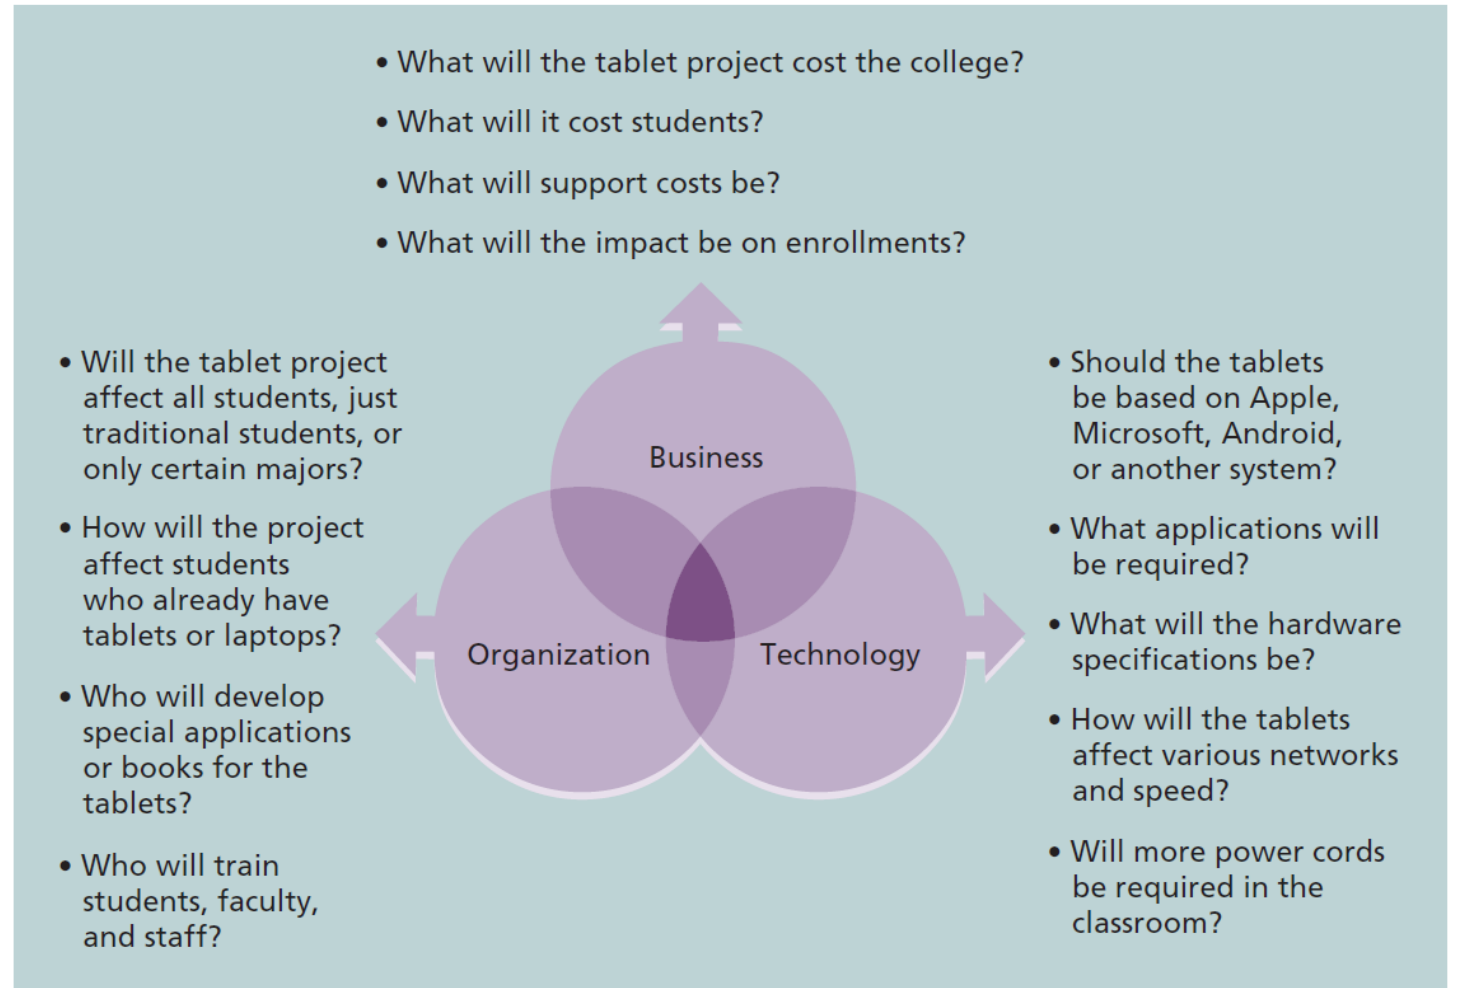 • What will the tablet project cost the college?
• What will it cost students?
• What will support costs be?
• What will the impact be on enrollments?
• Will the tablet project
affect all students, just
traditional students, or
only certain majors?
• How will the project
affect students
who already have
tablets or laptops?
• Who will develop
special applications
or books for the
tablets?
• Who will train
students, faculty,
and staff?
Business
Organization
Technology
• Should the tablets
be based on Apple,
Microsoft, Android,
or another system?
• What applications will
be required?
• What will the hardware
specifications be?
• How will the tablets
affect various networks
and speed?
• Will more power cords
be required in the
classroom?